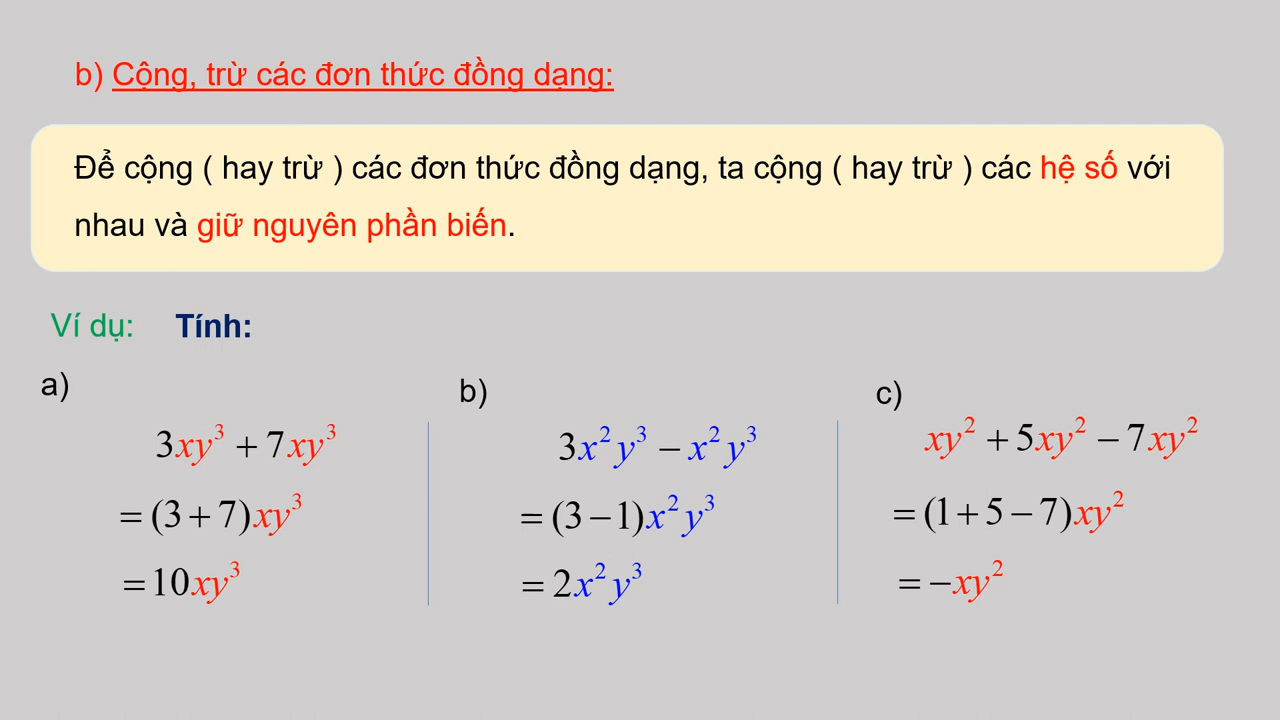 b) Cộng, trừ các đơn thức đồng dạng:
Để cộng ( hay trừ ) các đơn thức đồng dạng, ta cộng ( hay trừ ) các hệ số với
nhau và giữ nguyên phần biến.
Ví dụ: Tính:
a)
3xy³ + 7xy³
= (3 + 7)xy³
= 10xy³
b)
3x²y³ − x²y³
= (3 − 1)x²y³
= 2x²y³
c)
xy² + 5xy² − 7xy²
= (1 + 5 − 7)xy²
= −xy²